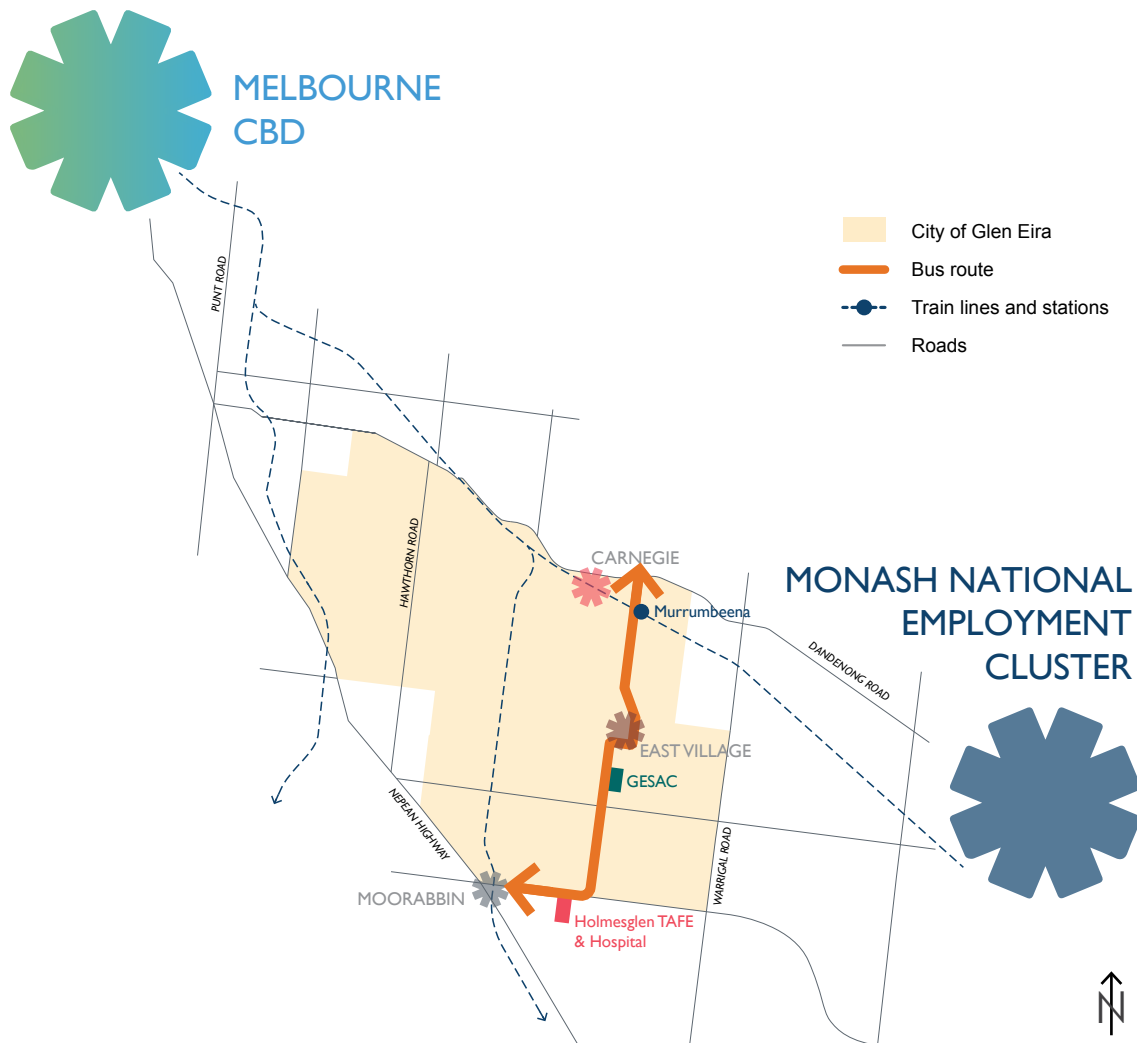 MELBOURNE
CBD
City of Glen Eira
Bus route
Train lines and stations
Roads
PUNT ROAD
HAWTHORN ROAD
CARNEGIE
Murrumbeena
MONASH NATIONAL
EMPLOYMENT
CLUSTER
DANDENONG ROAD
EAST VILLAGE
GESAC
NEPEAN HIGHWAY
WARRIGAL ROAD
MOORABBIN
Holmesglen TAFE
& Hospital
N